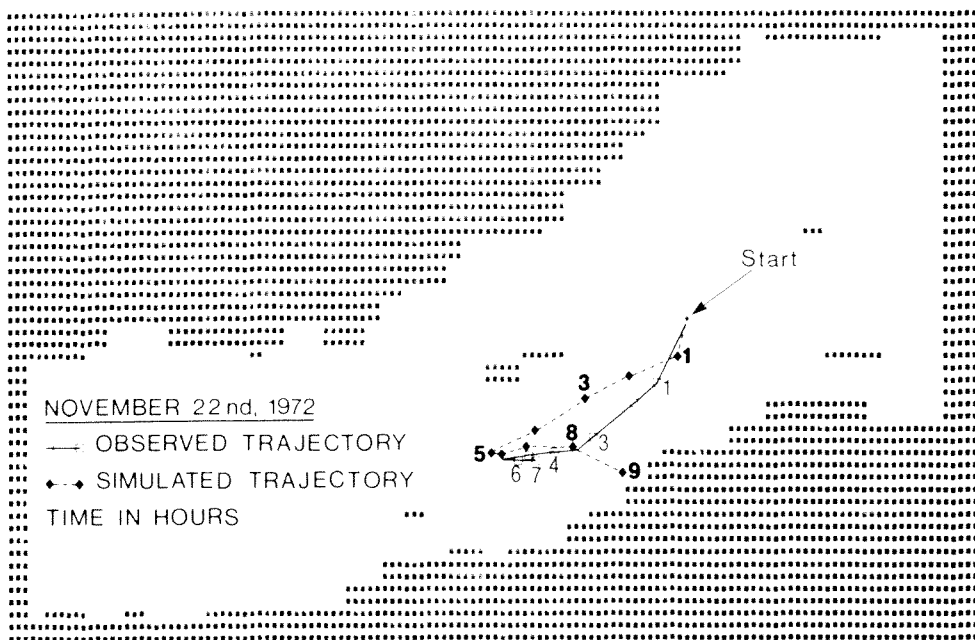 Start
1
1
3
3
8
5
4
6
7
9
NOVEMBER 22nd, 1972
OBSERVED TRAJECTORY
SIMULATED TRAJECTORY
TIME IN HOURS